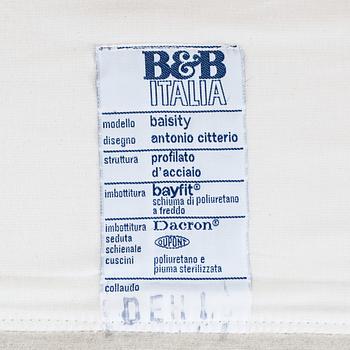 B&B
ITALIA
modello baisity
disegno antonio citterio
struttura profilato
d'acciaio
imbottitura bayfit®
schiuma di poliuretano
a freddo
imbottitura Dacron®
seduta DUPONT
schienale
cuscini poliuretano e
piuma sterilizzata
collaudo